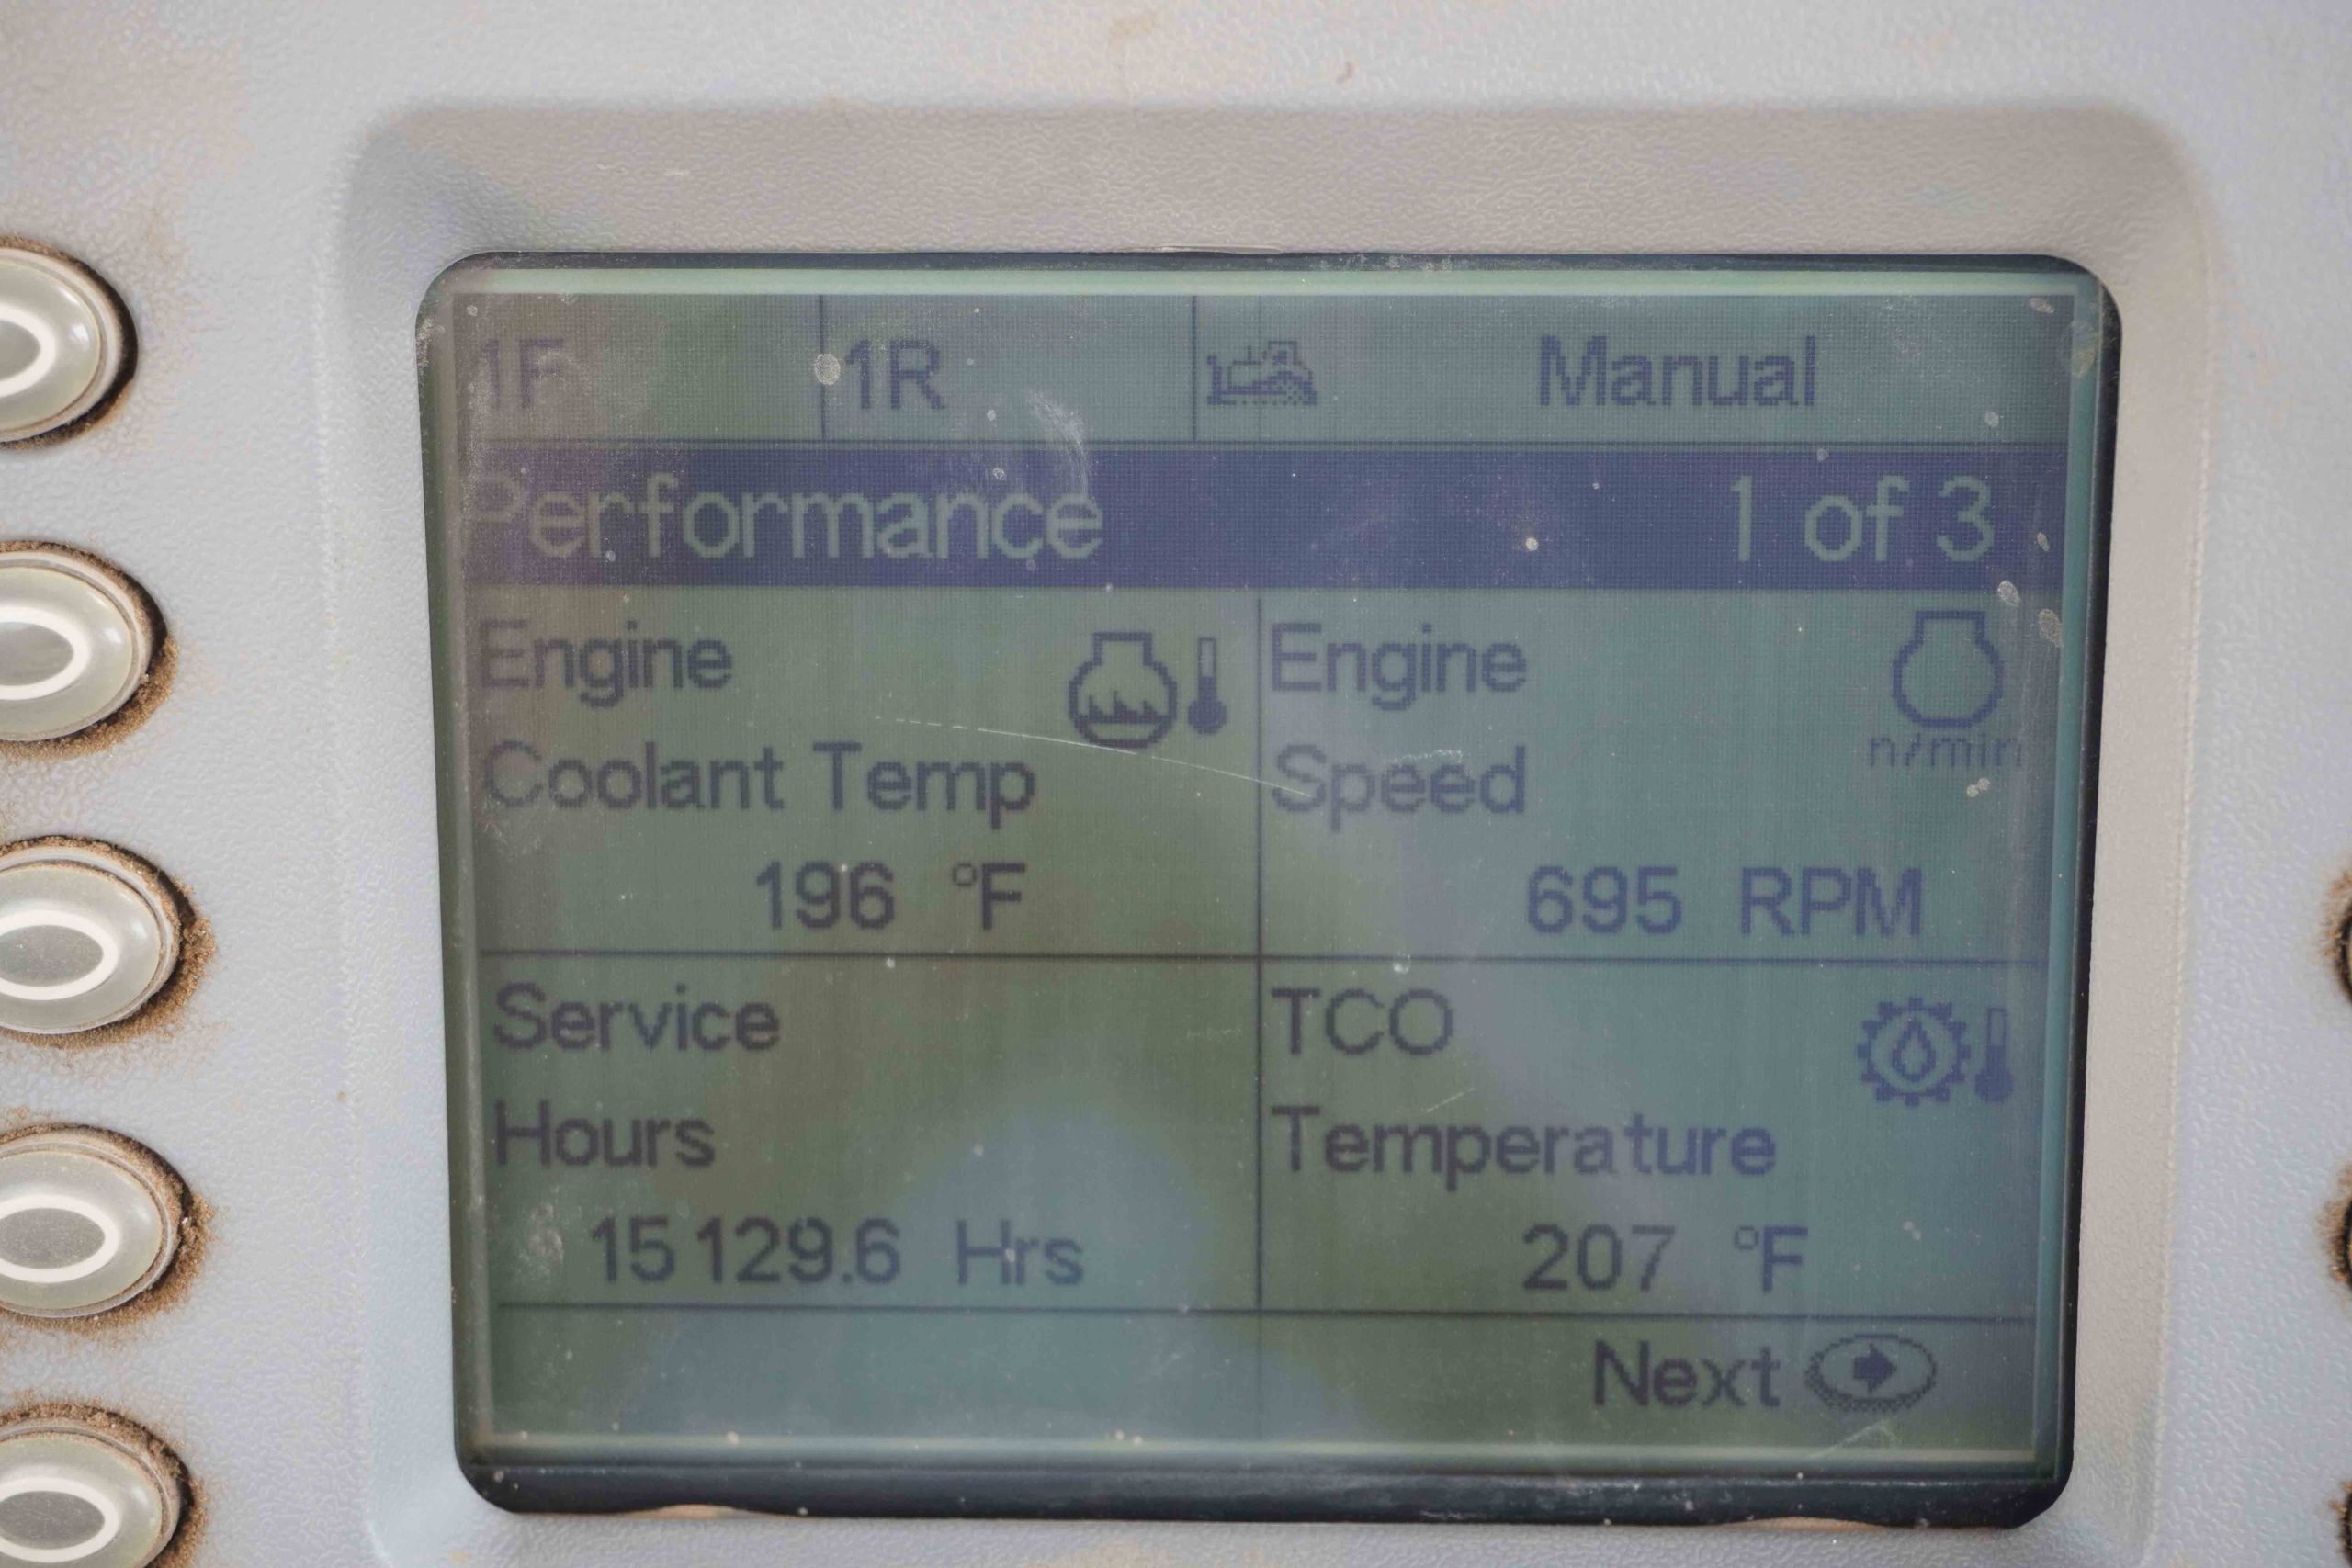 1F 1R Manual
Performance 1 of 3
Engine
Coolant Temp
196 °F
Engine
Speed
n/min
695 RPM
Service
Hours
15129.6 Hrs
TCO
Temperature
207 °F
Next